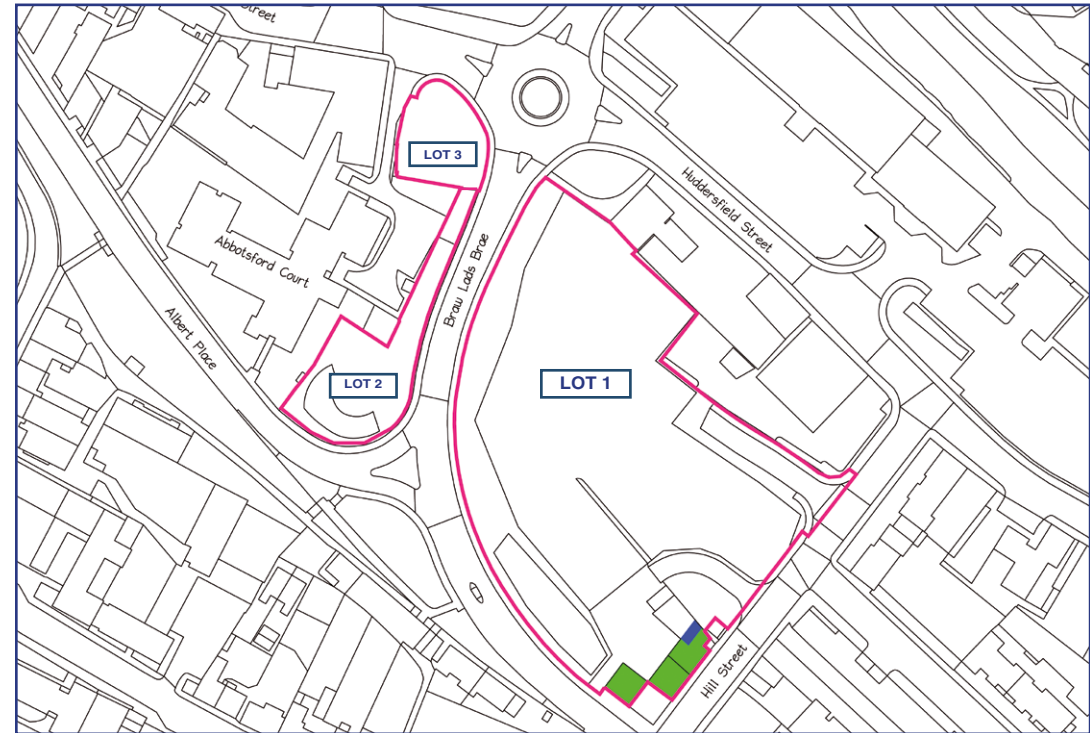 Street
LOT 3
Huddersfield Street
Abbotsford Court
Braw Lads Brae
Albert Place
LOT 2
LOT 1
Hill Street